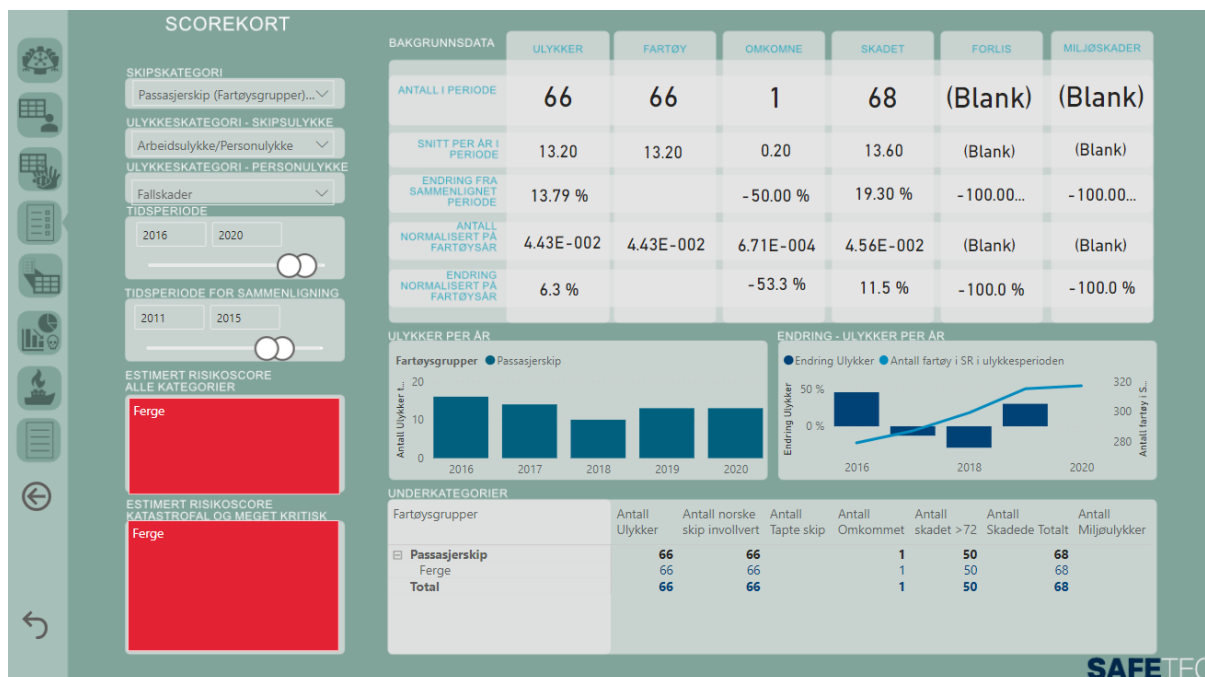 SCOREKORT
SKIPSKATEGORI
Passasjerskip (Fartøysgrupper)...
ULYKKESKATEGORI - SKIPSULYKKE
Arbeidsulykke/Personulykke
ULYKKESKATEGORI - PERSONULYKKE
Fallskader
TIDSPERIODE
2016 2020
TIDSPERIODE FOR SAMMENLIGNING
2011 2015
ESTIMERT RISIKOSCORE
ALLE KATEGORIER
Ferge
ESTIMERT RISIKOSCORE
KATASTROFAL OG MEGET KRITISK
Ferge
BAKGRUNNSDATA ULYKKER FARTØY OMKOMNE SKADET FORLIS MILJØSKADER
ANTALL I PERIODE 66 66 1 68 (Blank) (Blank)
SNITT PER ÅR I
PERIODE 13.20 13.20 0.20 13.60 (Blank) (Blank)
ENDRING FRA
SAMMENLIGNET
PERIODE 13.79 % -50.00 % 19.30 % -100.00... -100.00...
ANTALL
NORMALISERT PÅ
FARTØYSÅR 4.43E-002 4.43E-002 6.71E-004 4.56E-002 (Blank) (Blank)
ENDRING
NORMALISERT PÅ
FARTØYSÅR 6.3 % -53.3 % 11.5 % -100.0 % -100.0 %
ULYKKER PER ÅR
Fartøysgrupper Passasjerskip
Antall Ulykker t...
20
10
0
2016 2017 2018 2019 2020
ENDRING - ULYKKER PER ÅR
Endring Ulykker Antall fartøy i SR i ulykkesperioden
Endring Ulykker
50 %
0 %
320
300
280
Antall fartøy i S...
2016 2018 2020
UNDERKATEGORIER
Fartøysgrupper Antall Antall norske Antall Antall Antall Antall Antall
Ulykker skip invollvert Tapte skip Omkommet skadet >72 Skadede Totalt Miljøulykker
Passasjerskip 66 66 1 50 68
Ferge 66 66 1 50 68
Total 66 66 1 50 68
SAFETEC